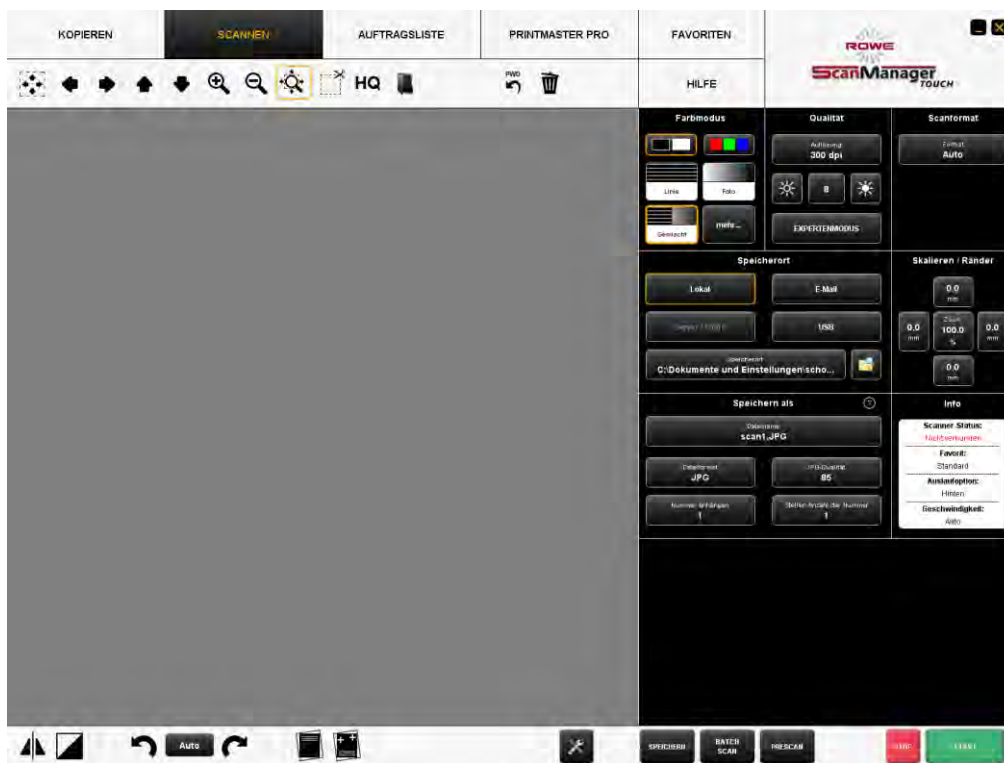 KOPIEREN
SCANNEN
AUFTRAGSLISTE
PRINTMASTER PRO
FAVORITEN
ROWE
ScanManager
TOUCH
HQ
PWD
HILFE
Farbmodus
Qualität
Scanformat
Auflösung
300 dpi
Format
Auto
Linie
Foto
8
Gemischt
mehr...
EXPERTENMODUS
Speicherort
Skalieren / Ränder
Lokal
E-Mail
0.0
mm
USB
0.0
mm
Zoom
100.0
%
0.0
mm
Speicherort
C:\Dokumente und Einstellungen\scho...
0.0
mm
Speichern als
Info
Dateiname
scan1.JPG
Scanner Status:
Nicht verbunden
Favorit:
Standard
Dateiformat
JPG
JPG-Qualität
85
Auslaufoption:
Hinten
Nummer anhängen
1
Stellen-Anzahl der Nummer
1
Geschwindigkeit:
Auto
Auto
SPEICHERN
BATCH
SCAN
PRESCAN
STOP
START